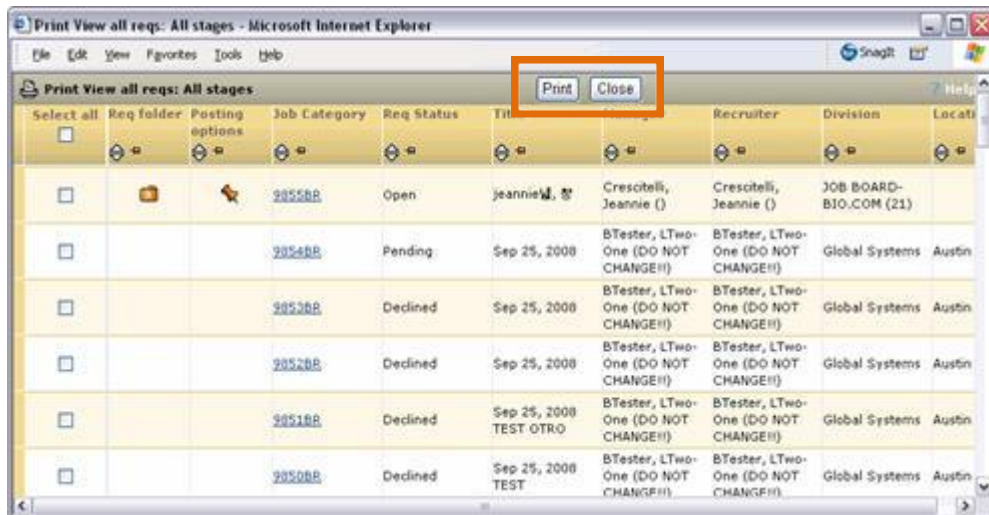 Print View all reqs: All stages - Microsoft Internet Explorer
File Edit View Favorites Tools Help SnagIt
Print View all reqs: All stages Print Close ? Help
Select all Req folder Posting options Job Category Req Status Title Manager Recruiter Division Locati
9855BR Open jeannie Crescitelli, Jeannie () Crescitelli, Jeannie () JOB BOARD-BIO.COM (21)
9854BR Pending Sep 25, 2008 BTester, LTwo-One (DO NOT CHANGE!!!) BTester, LTwo-One (DO NOT CHANGE!!!) Global Systems Austin
9853BR Declined Sep 25, 2008 BTester, LTwo-One (DO NOT CHANGE!!!) BTester, LTwo-One (DO NOT CHANGE!!!) Global Systems Austin
9852BR Declined Sep 25, 2008 BTester, LTwo-One (DO NOT CHANGE!!!) BTester, LTwo-One (DO NOT CHANGE!!!) Global Systems Austin
9851BR Declined Sep 25, 2008 TEST OTRO BTester, LTwo-One (DO NOT CHANGE!!!) BTester, LTwo-One (DO NOT CHANGE!!!) Global Systems Austin
9850BR Declined Sep 25, 2008 TEST BTester, LTwo-One (DO NOT CHANGE!!!) BTester, LTwo-One (DO NOT CHANGE!!!) Global Systems Austin